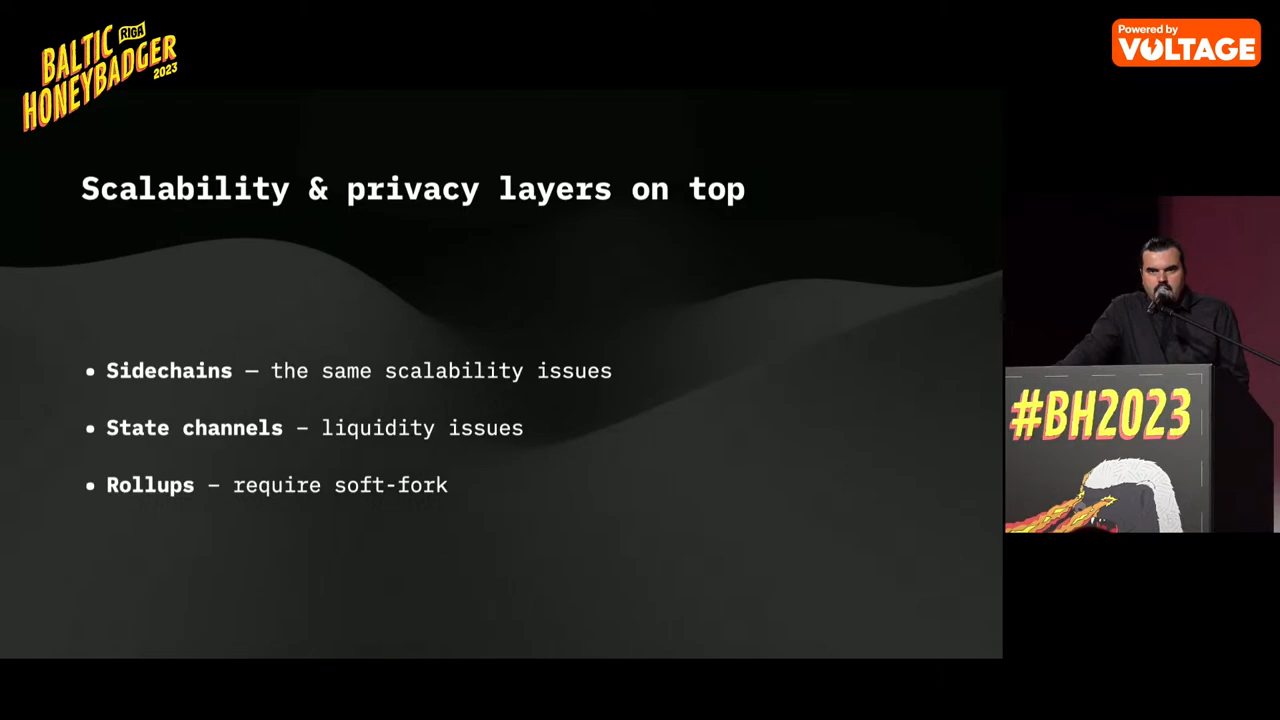 BALTIC RIGA
HONEYBADGER
2023
Powered by
VOLTAGE
Scalability & privacy layers on top
• Sidechains — the same scalability issues
• State channels – liquidity issues
• Rollups – require soft-fork
#BH2023